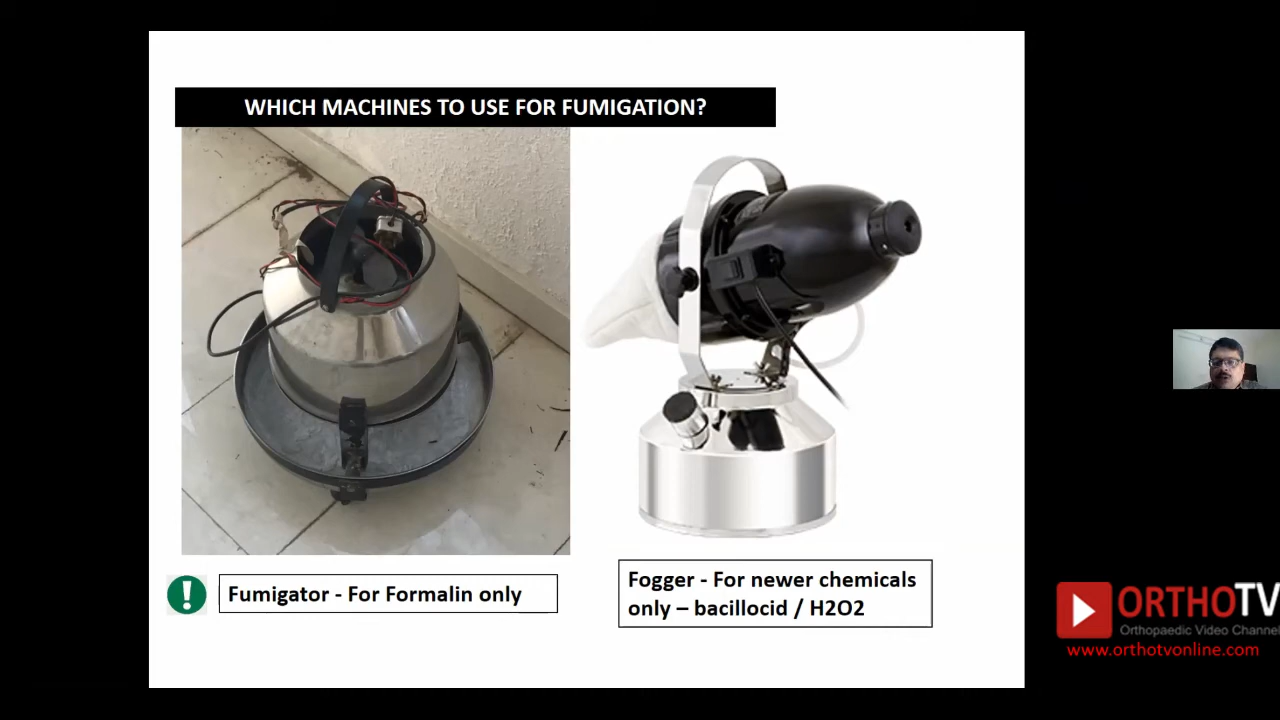 WHICH MACHINES TO USE FOR FUMIGATION?
Fumigator - For Formalin only
Fogger - For newer chemicals
only – bacillocid / H2O2
ORTHOTV
Orthopaedic Video Channel
www.orthotvonline.com